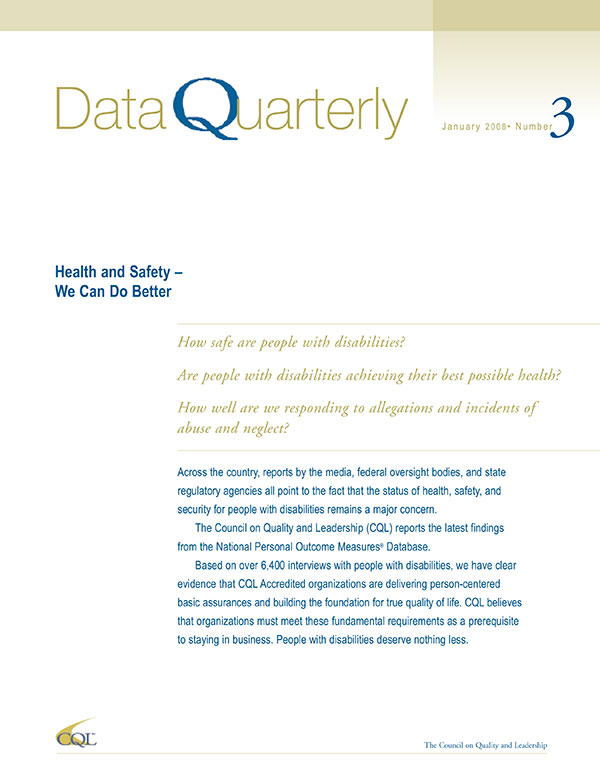 Data Quarterly
January 2008• Number 3
Health and Safety –
We Can Do Better
How safe are people with disabilities?
Are people with disabilities achieving their best possible health?
How well are we responding to allegations and incidents of
abuse and neglect?
Across the country, reports by the media, federal oversight bodies, and state
regulatory agencies all point to the fact that the status of health, safety, and
security for people with disabilities remains a major concern.
The Council on Quality and Leadership (CQL) reports the latest findings
from the National Personal Outcome Measures® Database.
Based on over 6,400 interviews with people with disabilities, we have clear
evidence that CQL Accredited organizations are delivering person-centered
basic assurances and building the foundation for true quality of life. CQL believes
that organizations must meet these fundamental requirements as a prerequisite
to staying in business. People with disabilities deserve nothing less.
CQL™
The Council on Quality and Leadership